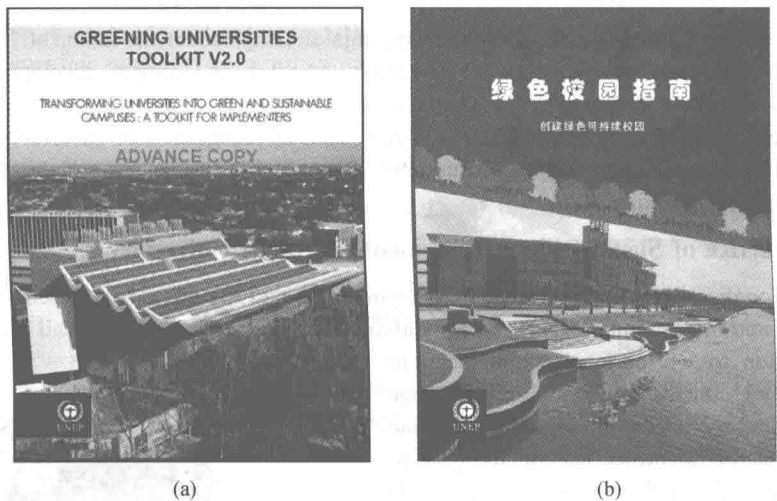 GREENING UNIVERSITIES
TOOLKIT V2.0
TRANSFORMING UNIVERSITIES INTO GREEN AND SUSTAINABLE
CAMPUSES : A TOOLKIT FOR IMPLEMENTERS
ADVANCE COPY
UNEP
(a)
绿色校园指南
创建绿色可持续校园
UNEP
(b)